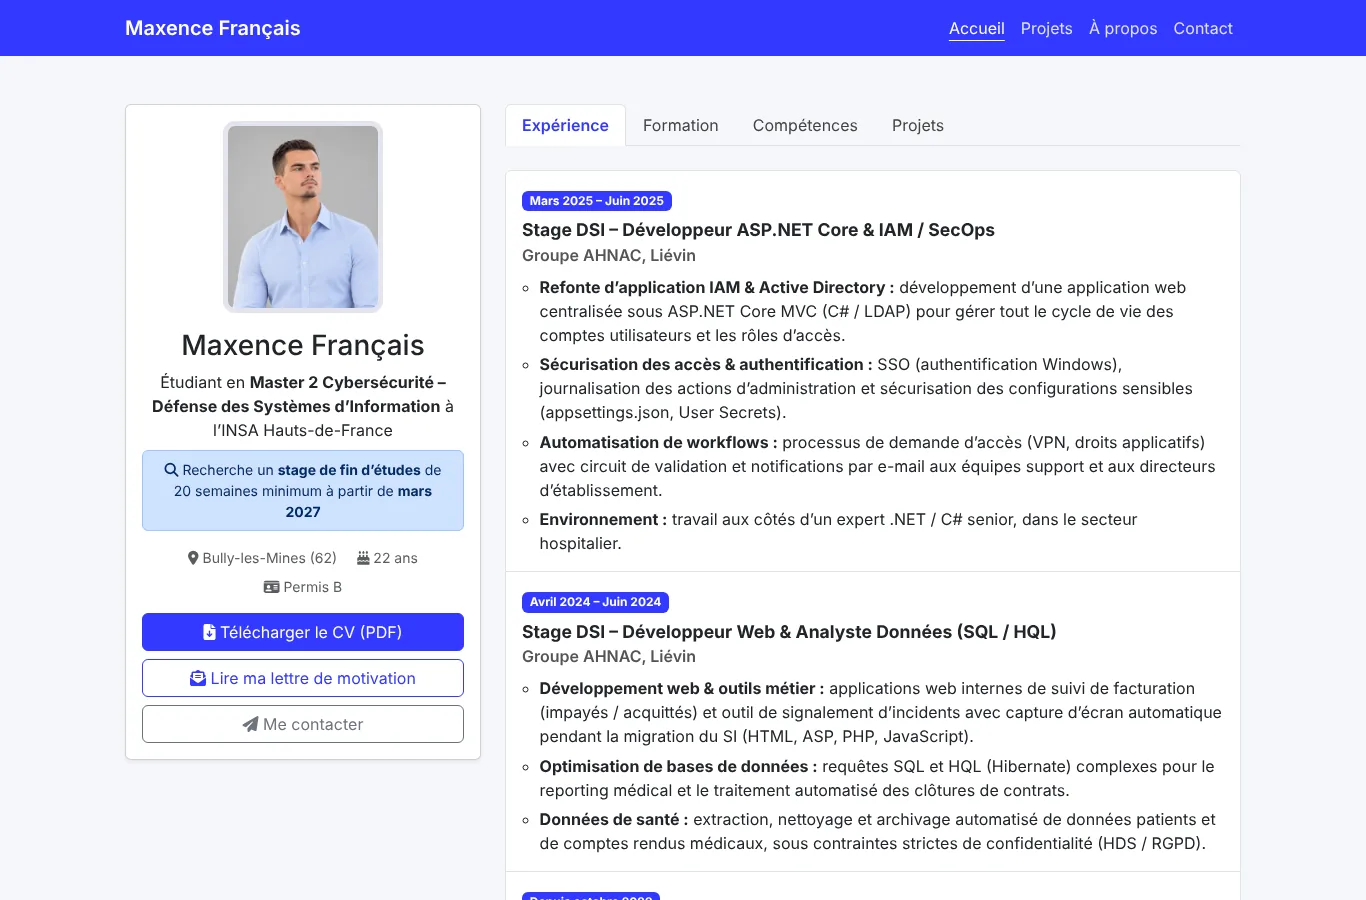 Maxence Français
Accueil
Projets
À propos
Contact
Maxence Français
Étudiant en Master 2 Cybersécurité –
Défense des Systèmes d’Information à
l’INSA Hauts-de-France
Recherche un stage de fin d’études de
20 semaines minimum à partir de mars
2027
Bully-les-Mines (62)
22 ans
Permis B
Télécharger le CV (PDF)
Lire ma lettre de motivation
Me contacter
Expérience
Formation
Compétences
Projets
Mars 2025 – Juin 2025
Stage DSI – Développeur ASP.NET Core & IAM / SecOps
Groupe AHNAC, Liévin
Refonte d’application IAM & Active Directory : développement d’une application web
centralisée sous ASP.NET Core MVC (C# / LDAP) pour gérer tout le cycle de vie des
comptes utilisateurs et les rôles d’accès.
Sécurisation des accès & authentification : SSO (authentification Windows),
journalisation des actions d’administration et sécurisation des configurations sensibles
(appsettings.json, User Secrets).
Automatisation de workflows : processus de demande d’accès (VPN, droits applicatifs)
avec circuit de validation et notifications par e-mail aux équipes support et aux directeurs
d’établissement.
Environnement : travail aux côtés d’un expert .NET / C# senior, dans le secteur
hospitalier.
Avril 2024 – Juin 2024
Stage DSI – Développeur Web & Analyste Données (SQL / HQL)
Groupe AHNAC, Liévin
Développement web & outils métier : applications web internes de suivi de facturation
(impayés / acquittés) et outil de signalement d’incidents avec capture d’écran automatique
pendant la migration du SI (HTML, ASP, PHP, JavaScript).
Optimisation de bases de données : requêtes SQL et HQL (Hibernate) complexes pour le
reporting médical et le traitement automatisé des clôtures de contrats.
Données de santé : extraction, nettoyage et archivage automatisé de données patients et
de comptes rendus médicaux, sous contraintes strictes de confidentialité (HDS / RGPD).